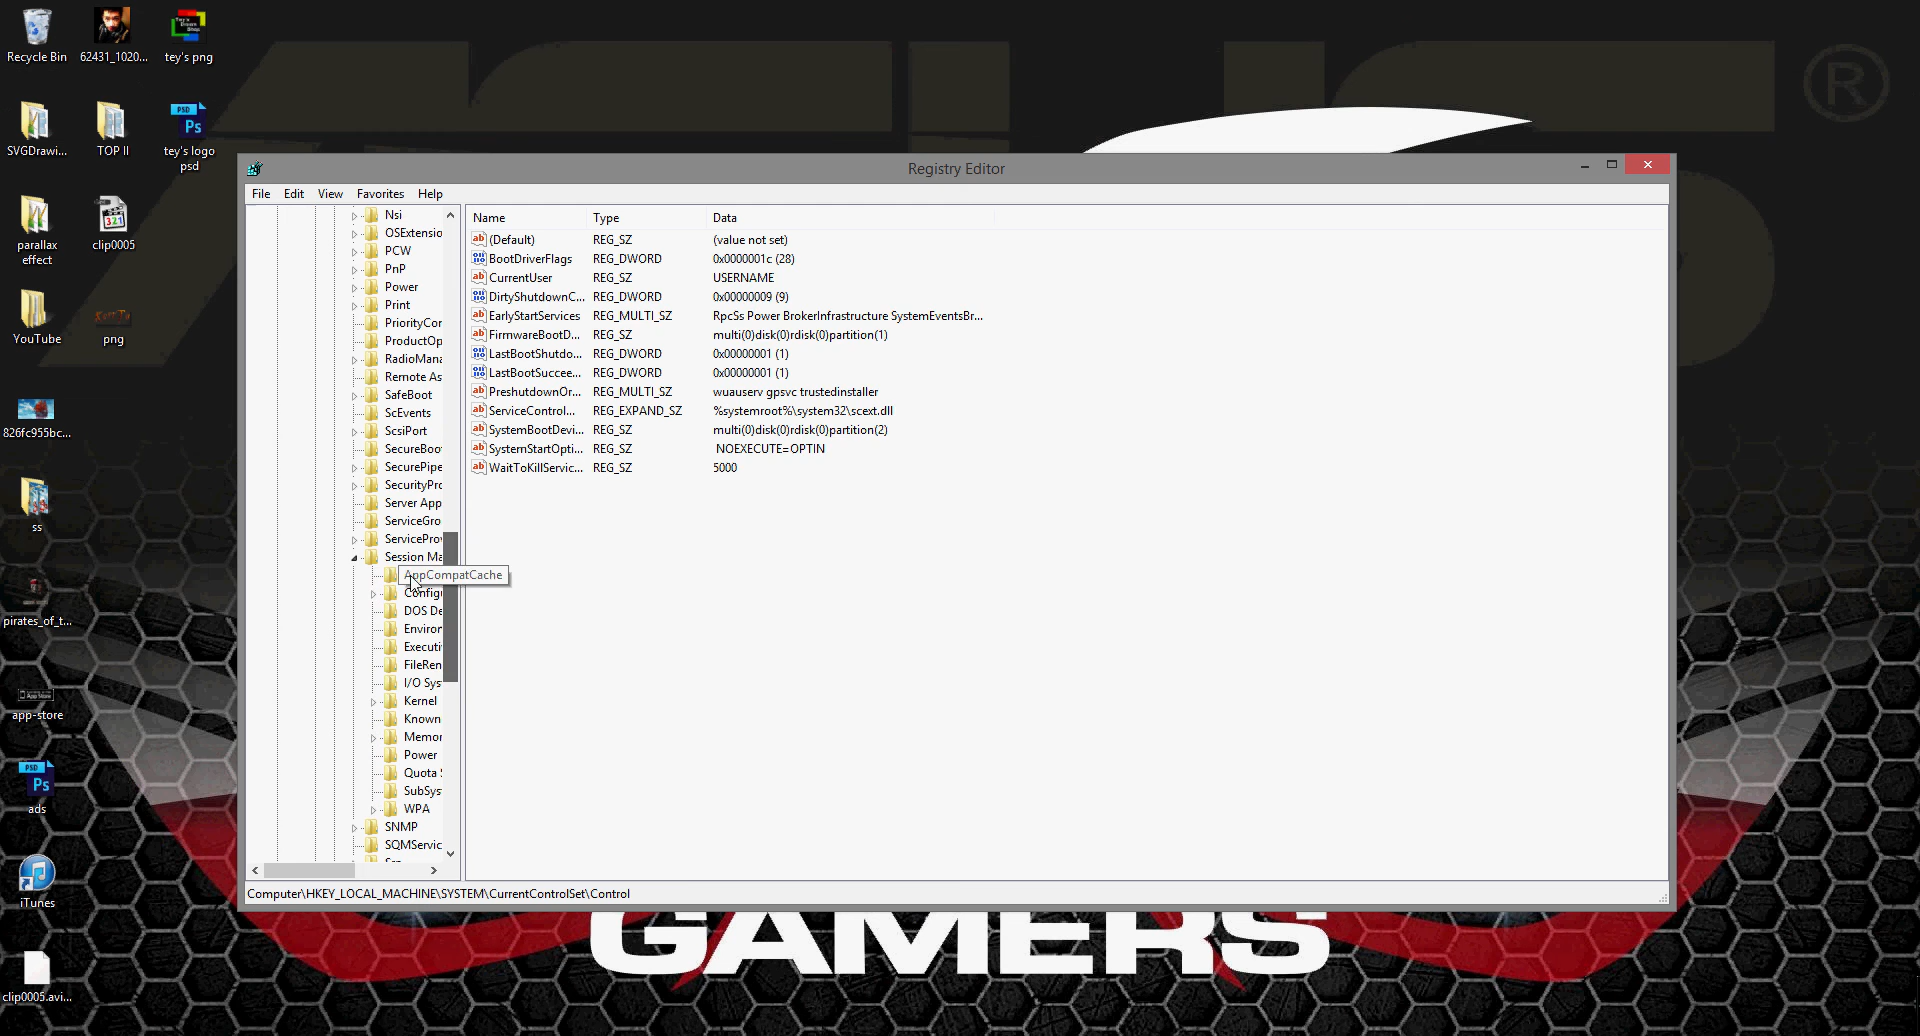 Recycle Bin
62431_1020...
tey's png
SVGDrawi...
TOP II
tey's logo
psd
parallax
effect
clip0005
YouTube
png
826fc955bc...
ss
pirates_of_t...
app-store
ads
iTunes
clip0005.avi...
Registry Editor
File Edit View Favorites Help
Nsi
OSExtensio
PCW
PnP
Power
Print
PriorityCor
ProductOp
RadioMana
Remote As
SafeBoot
ScEvents
ScsiPort
SecureBoo
SecurePipe
SecurityPro
Server App
ServiceGro
ServicePro
Session Ma
AppCompatCache
Configu
DOS De
Environ
Executi
FileRen
I/O Sys
Kernel
Known
Memor
Power
Quota S
SubSys
WPA
SNMP
SQMServic
Name Type Data
(Default) REG_SZ (value not set)
BootDriverFlags REG_DWORD 0x0000001c (28)
CurrentUser REG_SZ USERNAME
DirtyShutdownC... REG_DWORD 0x00000009 (9)
EarlyStartServices REG_MULTI_SZ RpcSs Power BrokerInfrastructure SystemEventsBr...
FirmwareBootD... REG_SZ multi(0)disk(0)rdisk(0)partition(1)
LastBootShutdo... REG_DWORD 0x00000001 (1)
LastBootSuccee... REG_DWORD 0x00000001 (1)
PreshutdownOr... REG_MULTI_SZ wuauserv gpsvc trustedinstaller
ServiceControl... REG_EXPAND_SZ %systemroot%\system32\scext.dll
SystemBootDevi... REG_SZ multi(0)disk(0)rdisk(0)partition(2)
SystemStartOpti... REG_SZ NOEXECUTE=OPTIN
WaitToKillServic... REG_SZ 5000
Computer\HKEY_LOCAL_MACHINE\SYSTEM\CurrentControlSet\Control
GAMERS